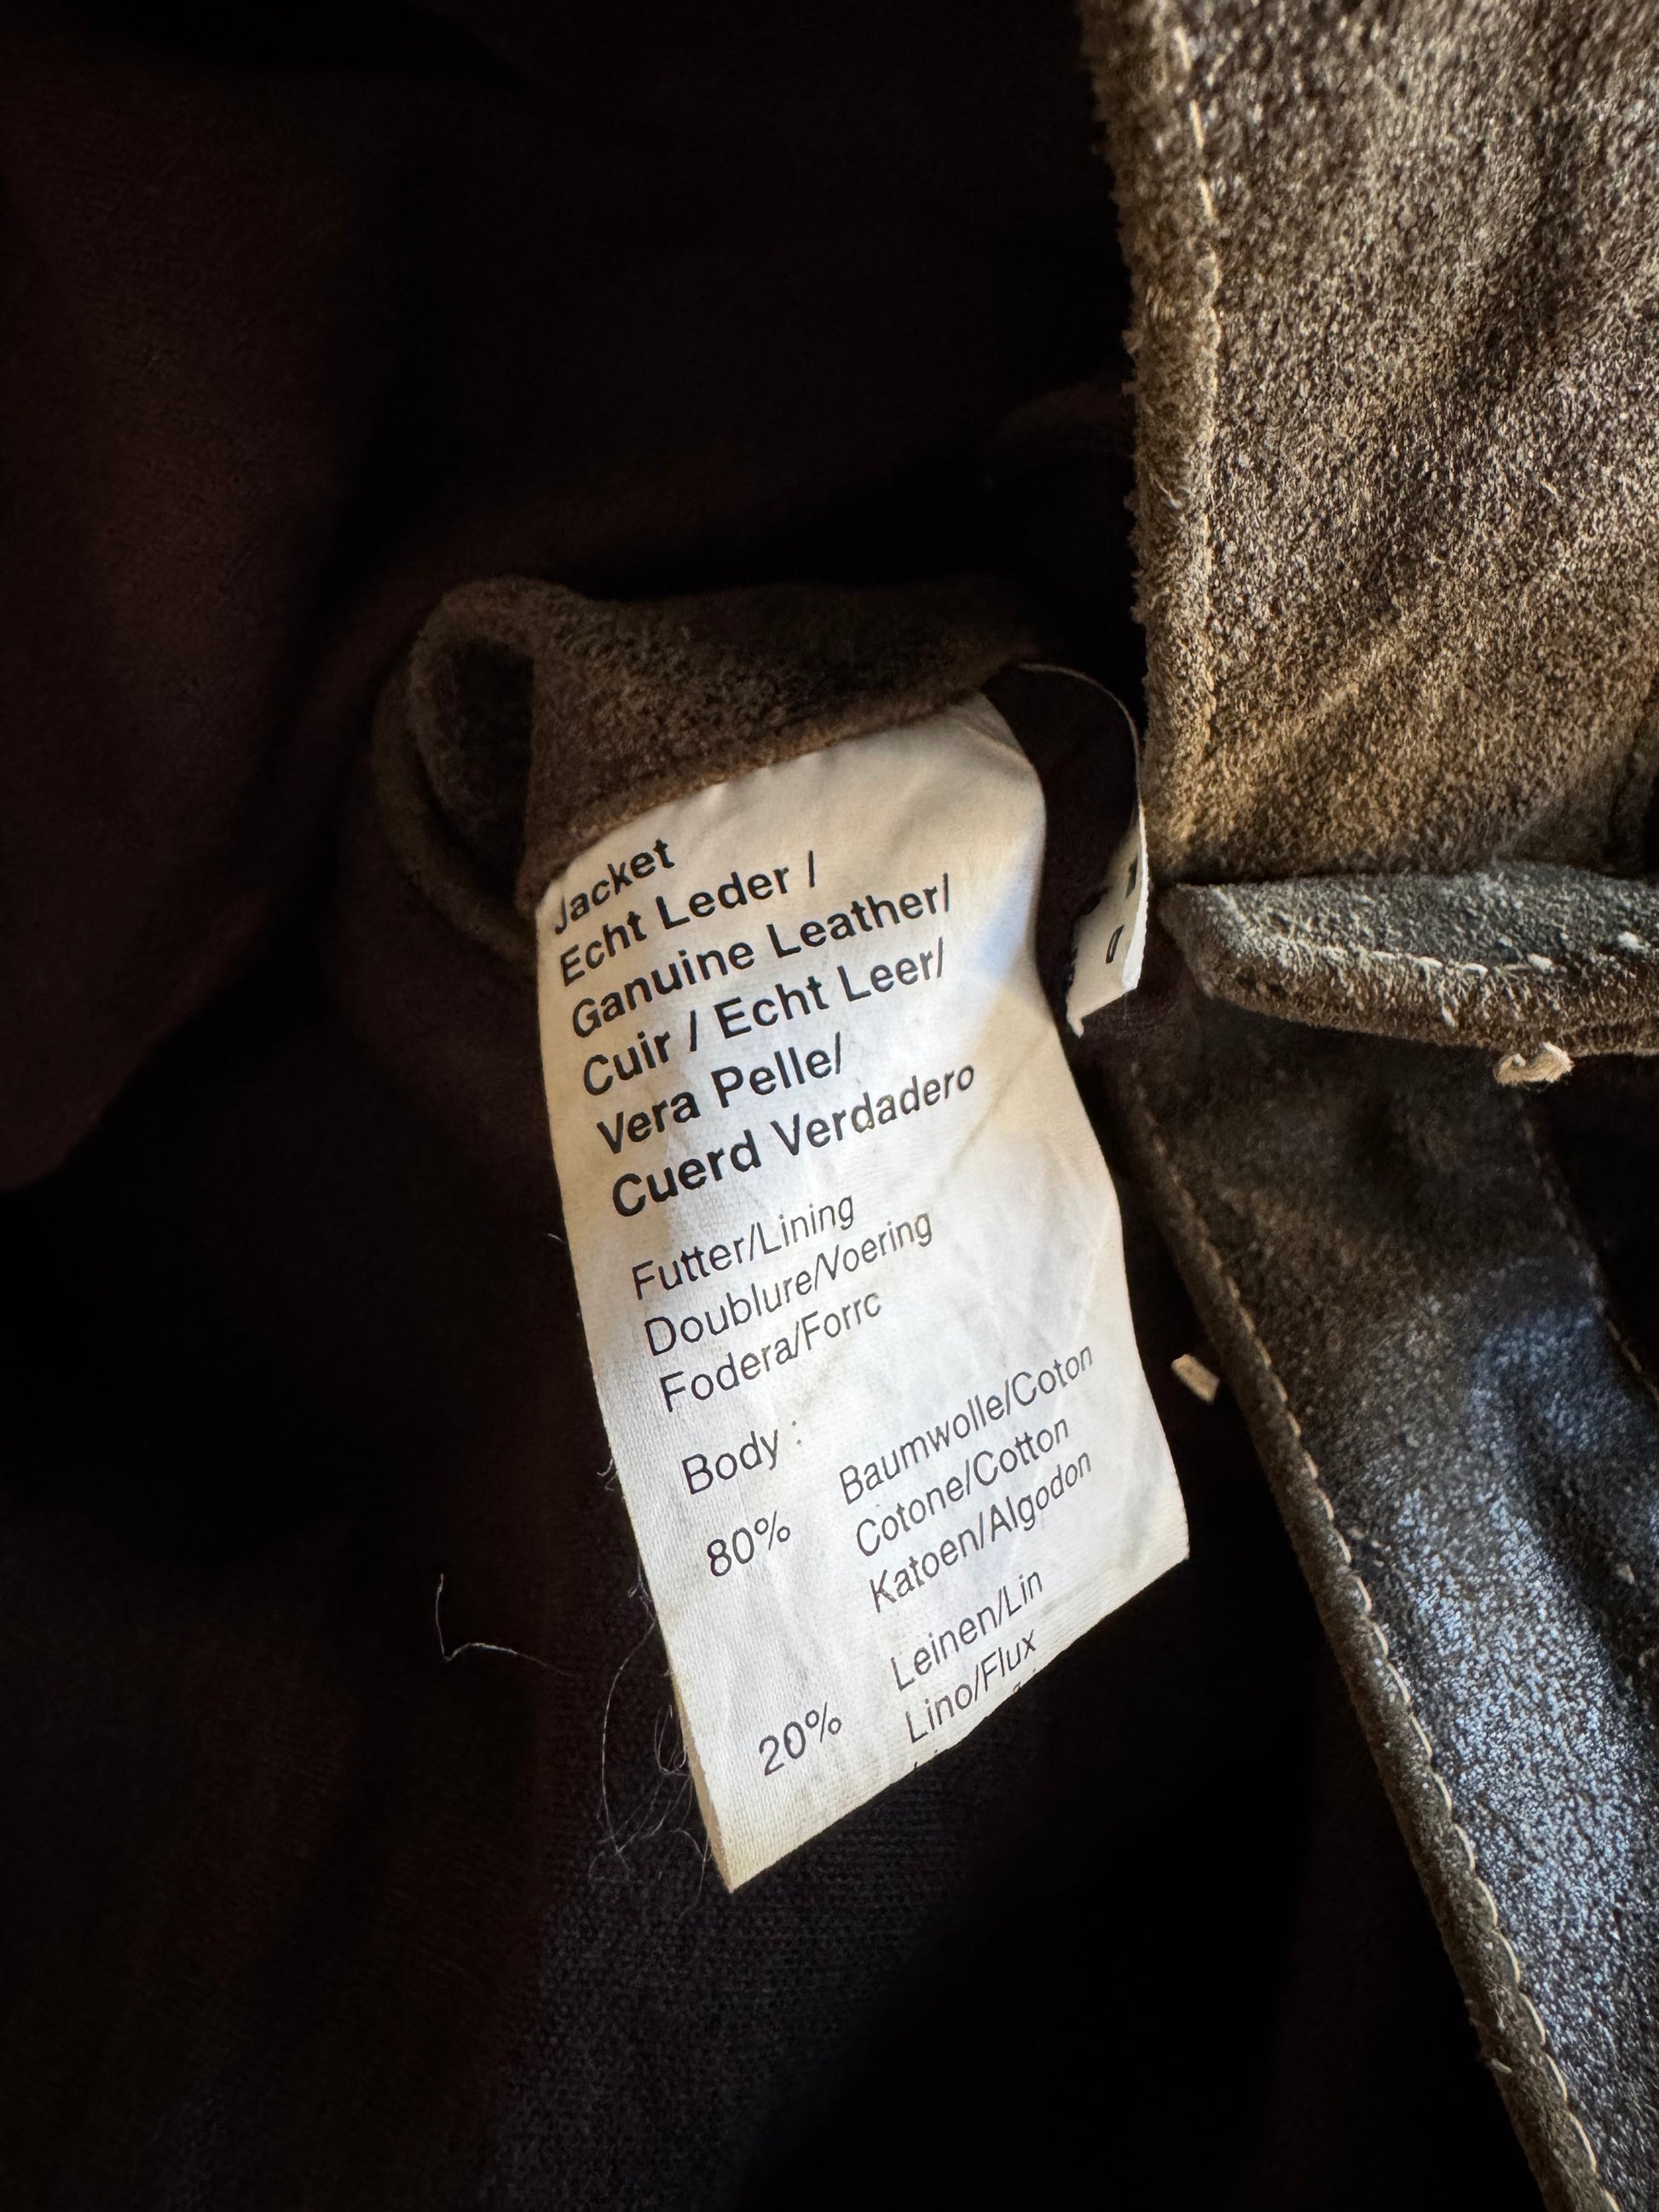 Jacket
Echt Leder /
Ganuine Leather/
Cuir / Echt Leer/
Vera Pelle/
Cuerd Verdadero
Futter/Lining
Doublure/Voering
Fodera/Forrc
Body :
Baumwolle/Coton
80% Cotone/Cotton
Katoen/Algodon
Leinen/Lin
20% Lino/Flux